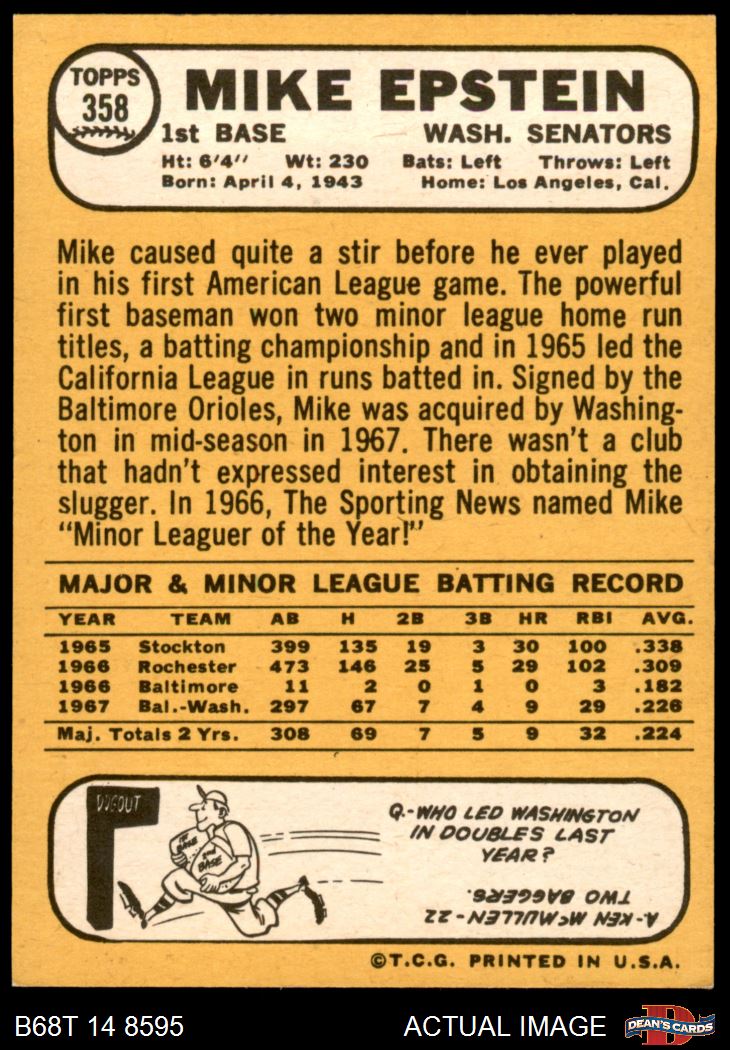 TOPPS
358
MIKE EPSTEIN
1st BASE WASH. SENATORS
Ht: 6'4" Wt: 230 Bats: Left Throws: Left
Born: April 4, 1943 Home: Los Angeles, Cal.
Mike caused quite a stir before he ever played
in his first American League game. The powerful
first baseman won two minor league home run
titles, a batting championship and in 1965 led the
California League in runs batted in. Signed by the
Baltimore Orioles, Mike was acquired by Washing-
ton in mid-season in 1967. There wasn't a club
that hadn't expressed interest in obtaining the
slugger. In 1966, The Sporting News named Mike
"Minor Leaguer of the Year!"
MAJOR & MINOR LEAGUE BATTING RECORD
YEAR TEAM AB H 2B 3B HR RBI AVG.
1965 Stockton 399 135 19 3 30 100 .338
1966 Rochester 473 146 25 5 29 102 .309
1966 Baltimore 11 2 0 1 0 3 .182
1967 Bal.-Wash. 297 67 7 4 9 29 .226
Maj. Totals 2 Yrs. 308 69 7 5 9 32 .224
DUGOUT
1ST BASE
2ND BASE
Q.-WHO LED WASHINGTON
IN DOUBLES LAST
YEAR?
A.-KEN McMULLEN-22
TWO BAGGERS.
©T.C.G. PRINTED IN U.S.A.
B68T 14 8595 ACTUAL IMAGE
D
DEAN'S CARDS